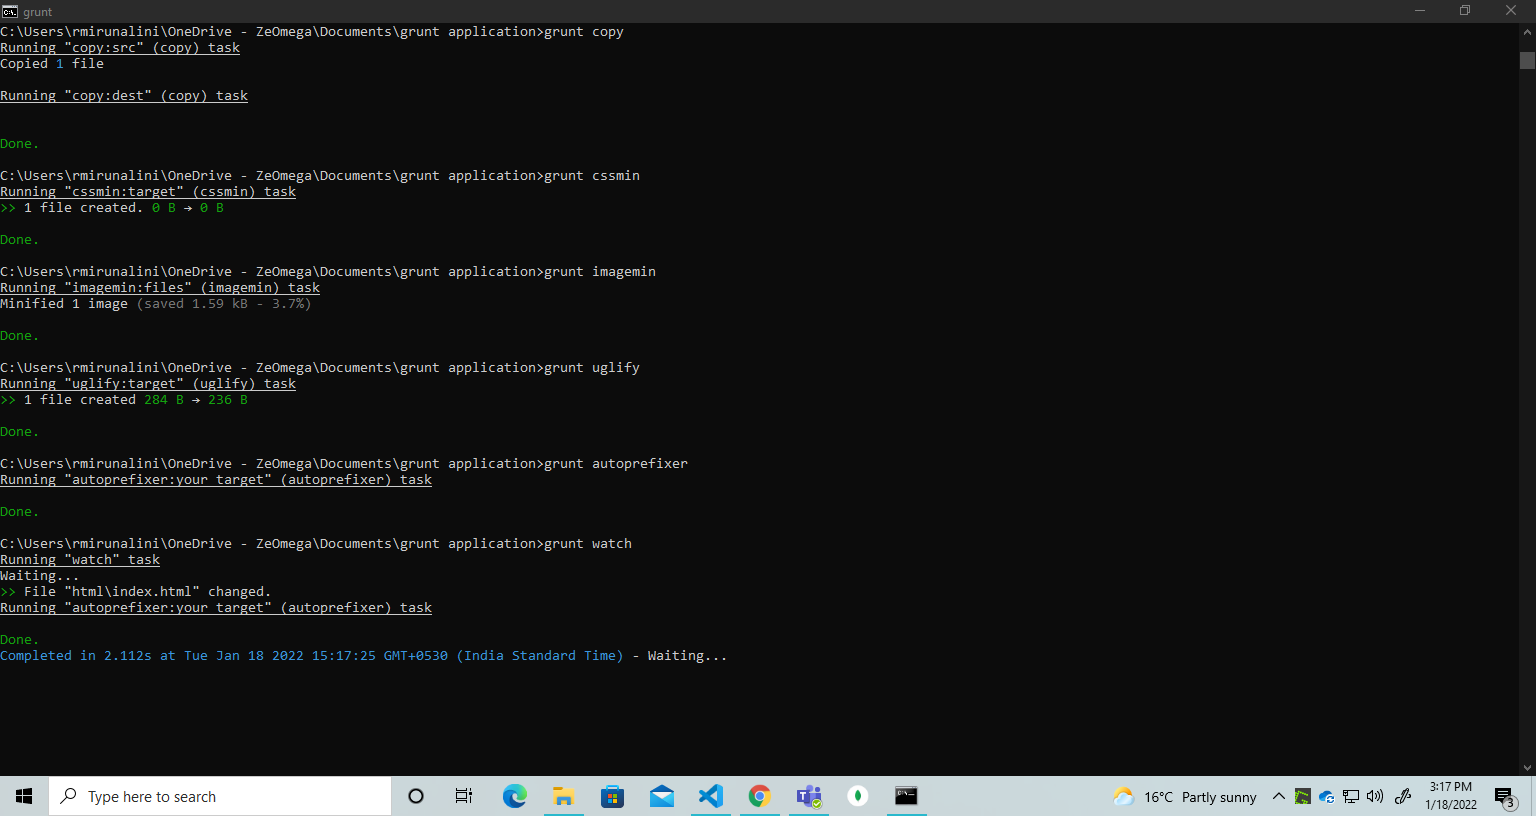 grunt
C:\Users\rmirunalini\OneDrive - ZeOmega\Documents\grunt application>grunt copy
Running "copy:src" (copy) task
Copied 1 file
Running "copy:dest" (copy) task
Done.
C:\Users\rmirunalini\OneDrive - ZeOmega\Documents\grunt application>grunt cssmin
Running "cssmin:target" (cssmin) task
>> 1 file created. 0 B → 0 B
Done.
C:\Users\rmirunalini\OneDrive - ZeOmega\Documents\grunt application>grunt imagemin
Running "imagemin:files" (imagemin) task
Minified 1 image (saved 1.59 kB - 3.7%)
Done.
C:\Users\rmirunalini\OneDrive - ZeOmega\Documents\grunt application>grunt uglify
Running "uglify:target" (uglify) task
>> 1 file created 284 B → 236 B
Done.
C:\Users\rmirunalini\OneDrive - ZeOmega\Documents\grunt application>grunt autoprefixer
Running "autoprefixer:your_target" (autoprefixer) task
Done.
C:\Users\rmirunalini\OneDrive - ZeOmega\Documents\grunt application>grunt watch
Running "watch" task
Waiting...
>> File "html\index.html" changed.
Running "autoprefixer:your_target" (autoprefixer) task
Done.
Completed in 2.112s at Tue Jan 18 2022 15:17:25 GMT+0530 (India Standard Time) - Waiting...
Type here to search
16°C Partly sunny
3:17 PM
1/18/2022
3